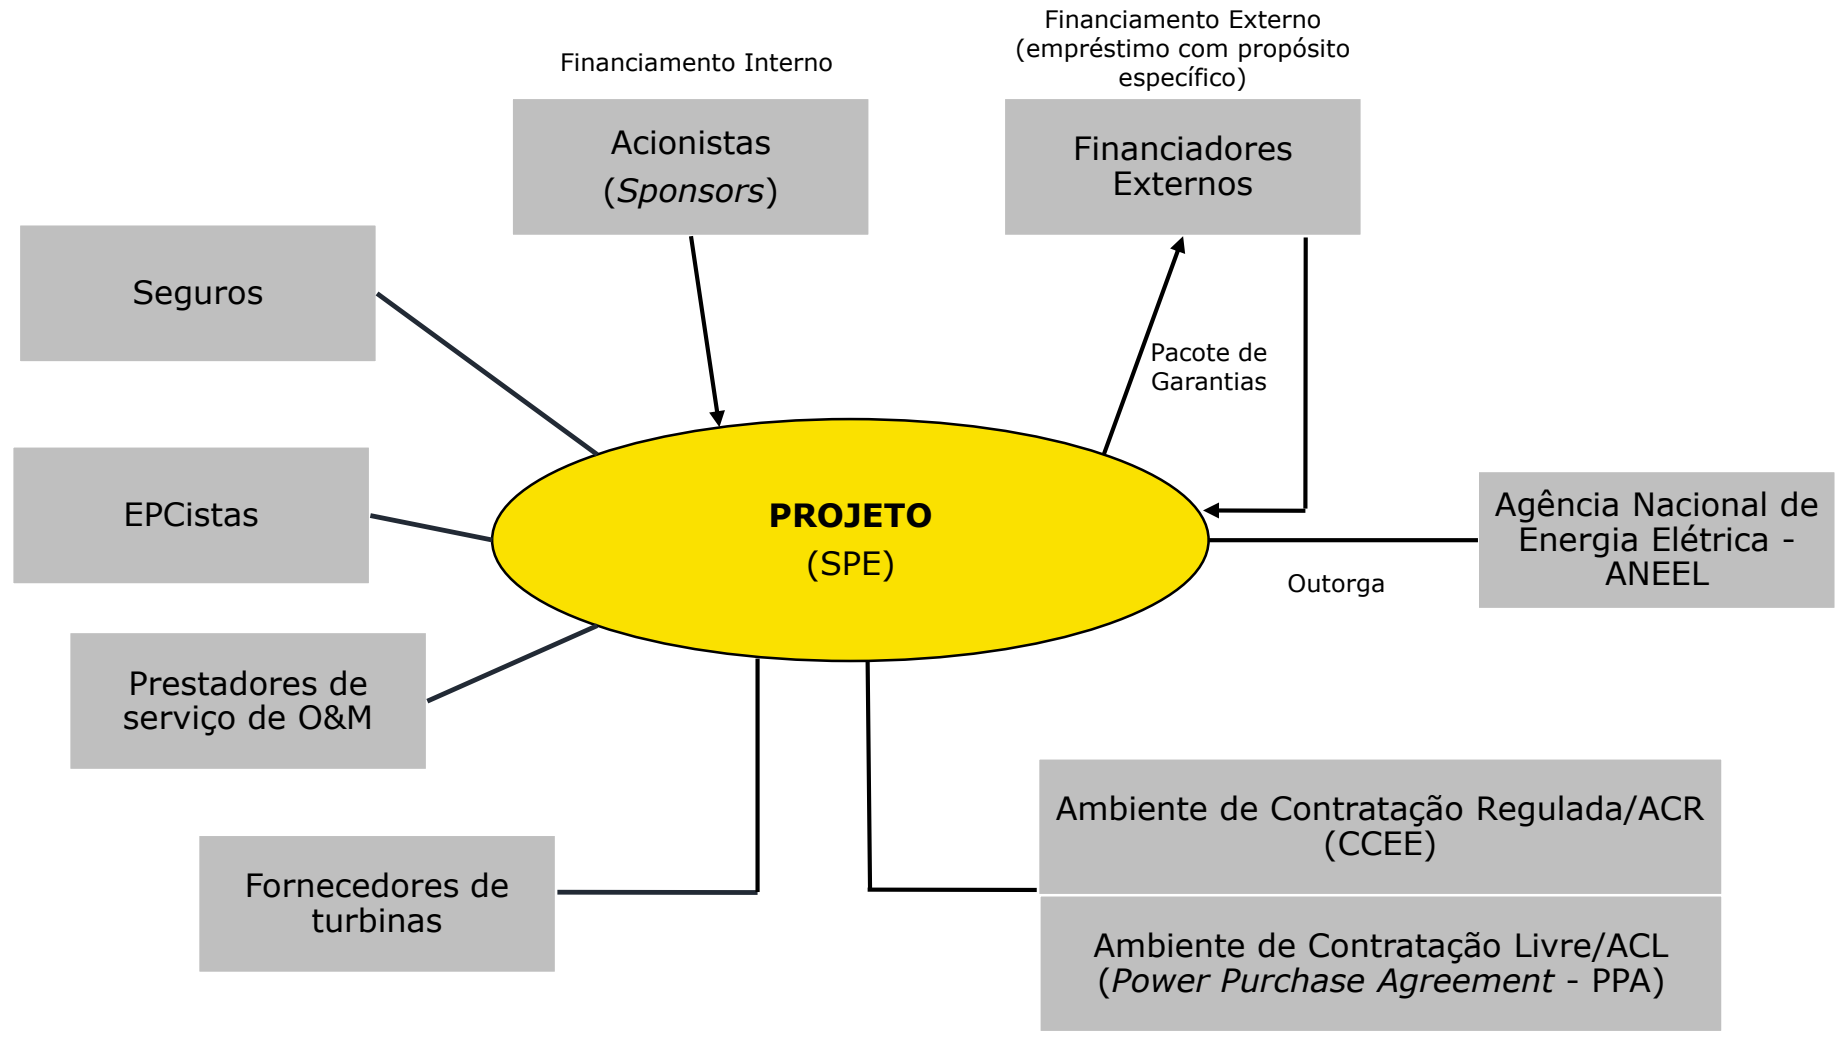 Financiamento Externo
(empréstimo com propósito
específico)
Financiamento Interno
Acionistas
(Sponsors)
Financiadores
Externos
Seguros
Pacote de
Garantias
EPCistas
PROJETO
(SPE)
Agência Nacional de
Energia Elétrica -
ANEEL
Outorga
Prestadores de
serviço de O&M
Ambiente de Contratação Regulada/ACR
(CCEE)
Fornecedores de
turbinas
Ambiente de Contratação Livre/ACL
(Power Purchase Agreement - PPA)